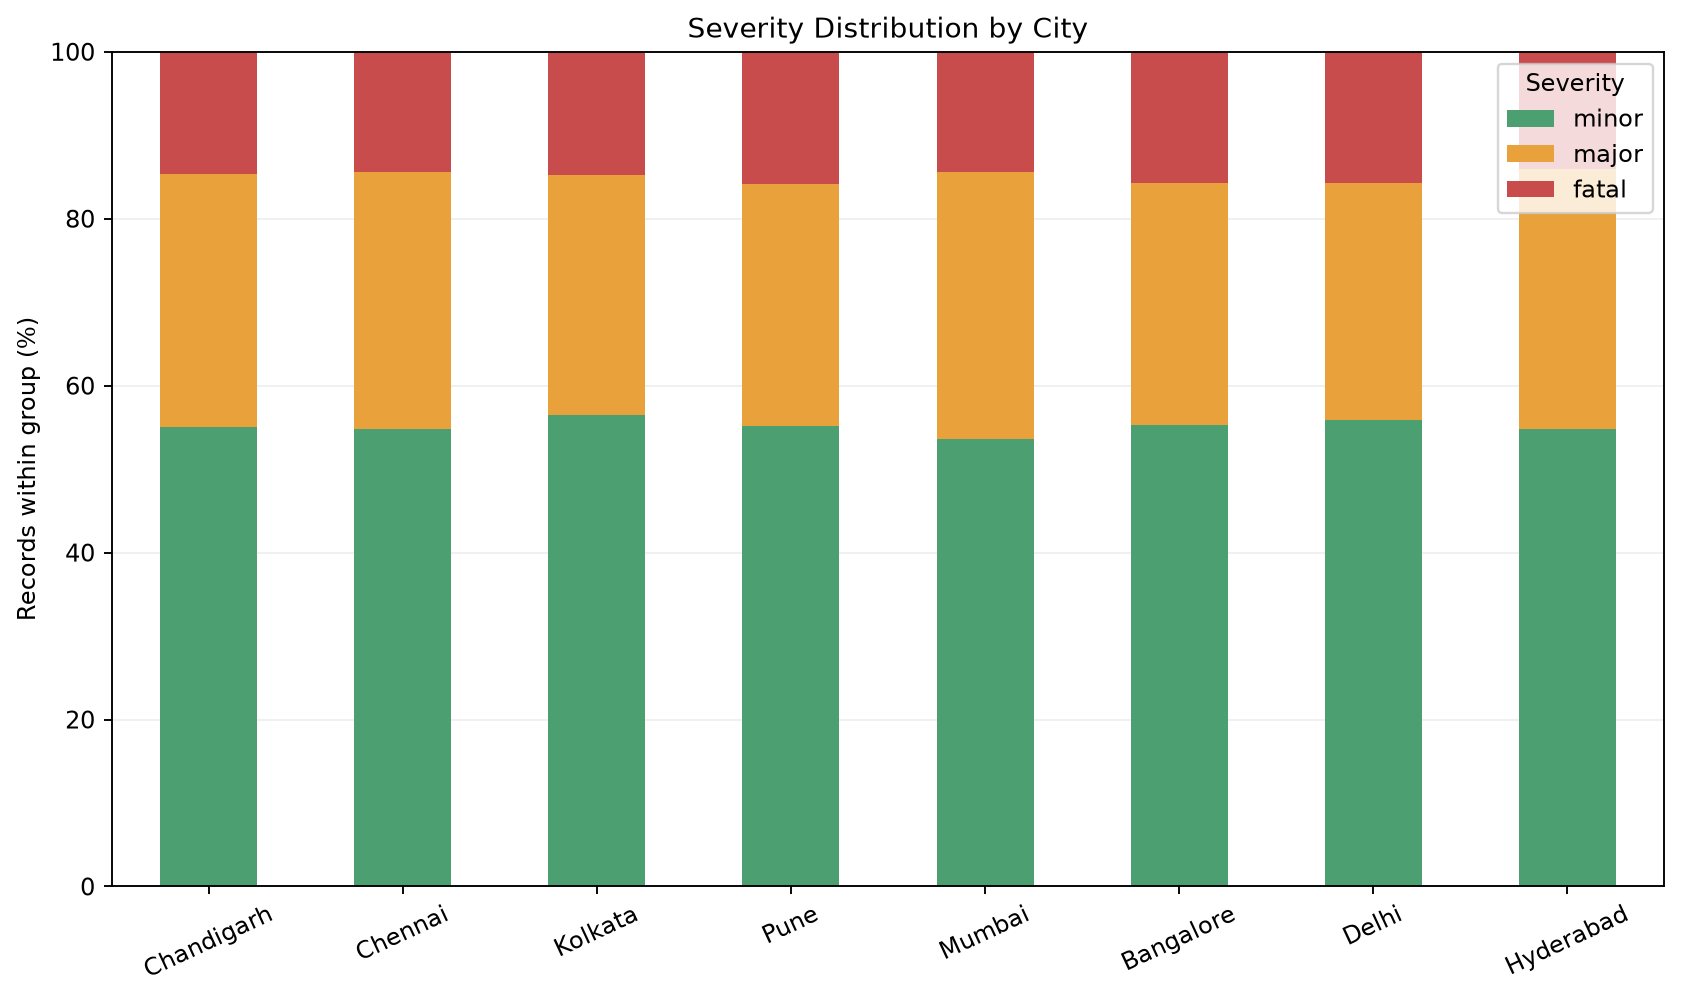 Severity Distribution by City
Records within group (%)
100
80
60
40
20
0
Severity
minor
major
fatal
Chandigarh
Chennai
Kolkata
Pune
Mumbai
Bangalore
Delhi
Hyderabad